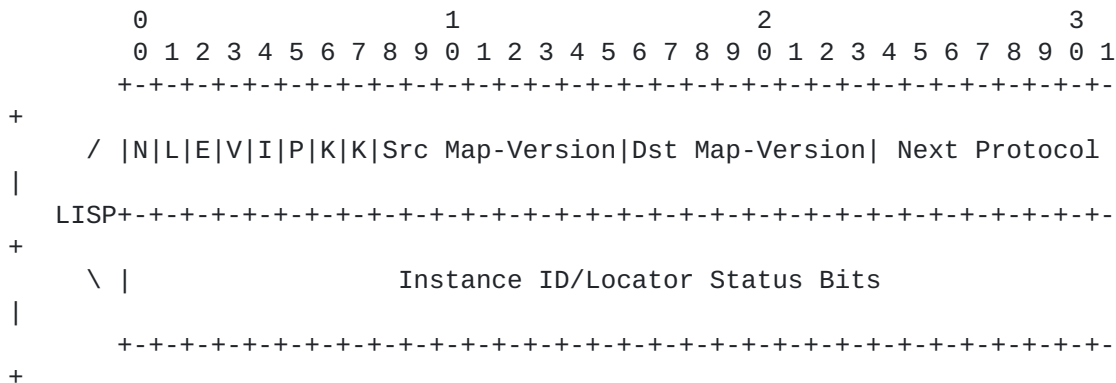 0                   1                   2                   3
        0 1 2 3 4 5 6 7 8 9 0 1 2 3 4 5 6 7 8 9 0 1 2 3 4 5 6 7 8 9 0 1
       +-+-+-+-+-+-+-+-+-+-+-+-+-+-+-+-+-+-+-+-+-+-+-+-+-+-+-+-+-+-+-+-
+
     / |N|L|E|V|I|P|K|K|Src Map-Version|Dst Map-Version| Next Protocol
|
   LISP+-+-+-+-+-+-+-+-+-+-+-+-+-+-+-+-+-+-+-+-+-+-+-+-+-+-+-+-+-+-+-+-
+
     \ |                 Instance ID/Locator Status Bits
|
       +-+-+-+-+-+-+-+-+-+-+-+-+-+-+-+-+-+-+-+-+-+-+-+-+-+-+-+-+-+-+-+-
+